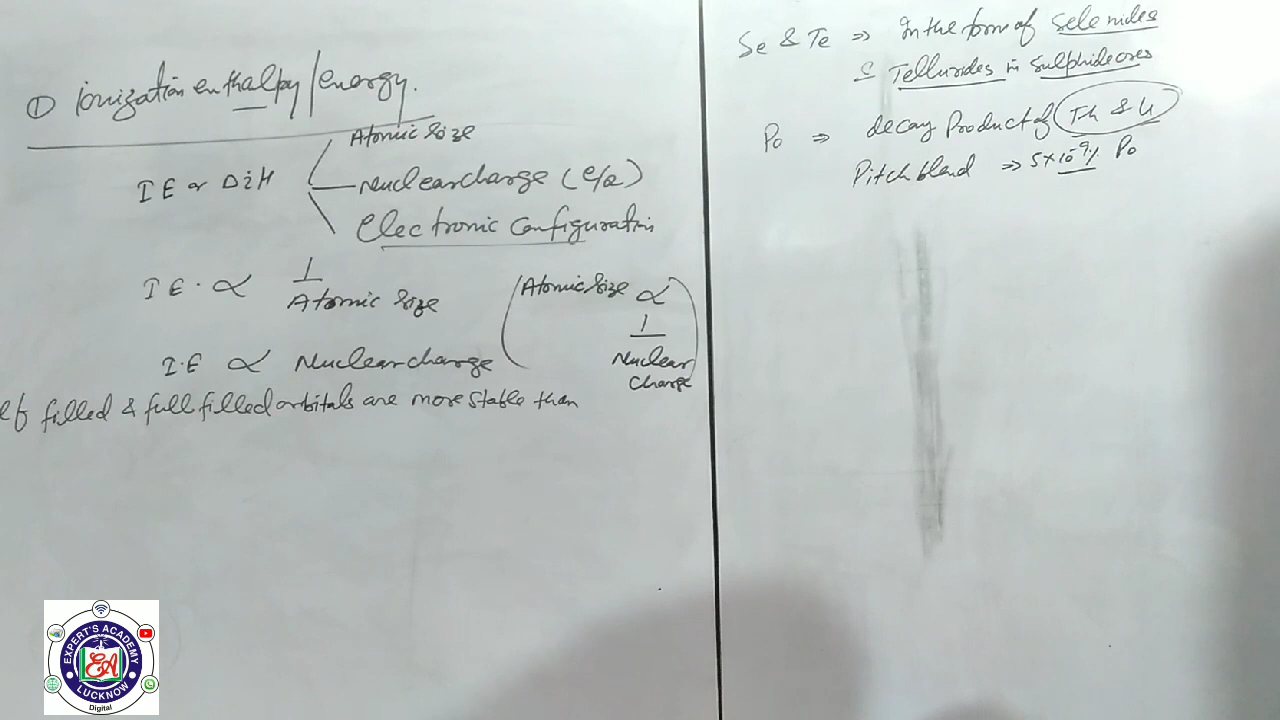 ① Ionization enthalpy/energy.
IE or ΔiH
Atomic size
Nuclear charge (e/a)
Electronic Configuration
I E. ∝ 1/Atomic size
(Atomic size ∝ 1/Nuclear Charge)
I.E ∝ Nuclear charge
lf filled & full filled orbitals are more stable than
Se & Te ⇒ In the form of selenides
& Tellurides in sulphide ores
Po ⇒ decay Product of Th & U
Pitch blend ⇒ 5×10⁻⁹% Po
EXPERT'S ACADEMY
EA
LUCKNOW
Digital